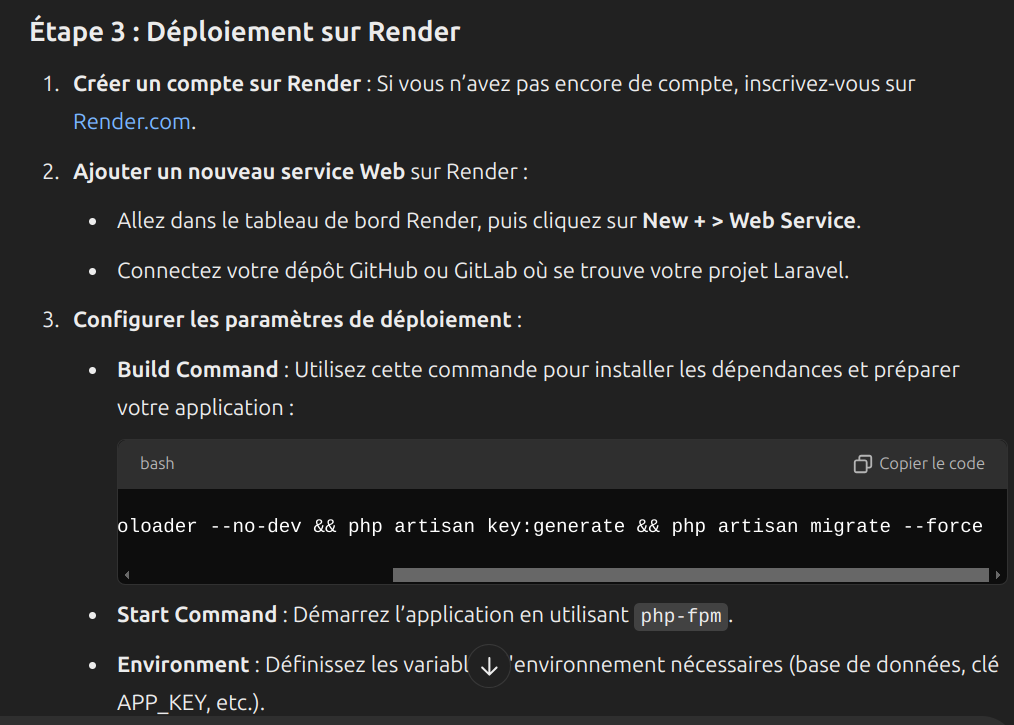 Étape 3 : Déploiement sur Render
1. Créer un compte sur Render : Si vous n’avez pas encore de compte, inscrivez-vous sur
Render.com.
2. Ajouter un nouveau service Web sur Render :
• Allez dans le tableau de bord Render, puis cliquez sur New + > Web Service.
• Connectez votre dépôt GitHub ou GitLab où se trouve votre projet Laravel.
3. Configurer les paramètres de déploiement :
• Build Command : Utilisez cette commande pour installer les dépendances et préparer
votre application :
bash
Copier le code
oloader --no-dev && php artisan key:generate && php artisan migrate --force
• Start Command : Démarrez l’application en utilisant php-fpm.
• Environment : Définissez les variabl 'environnement nécessaires (base de données, clé
APP_KEY, etc.).